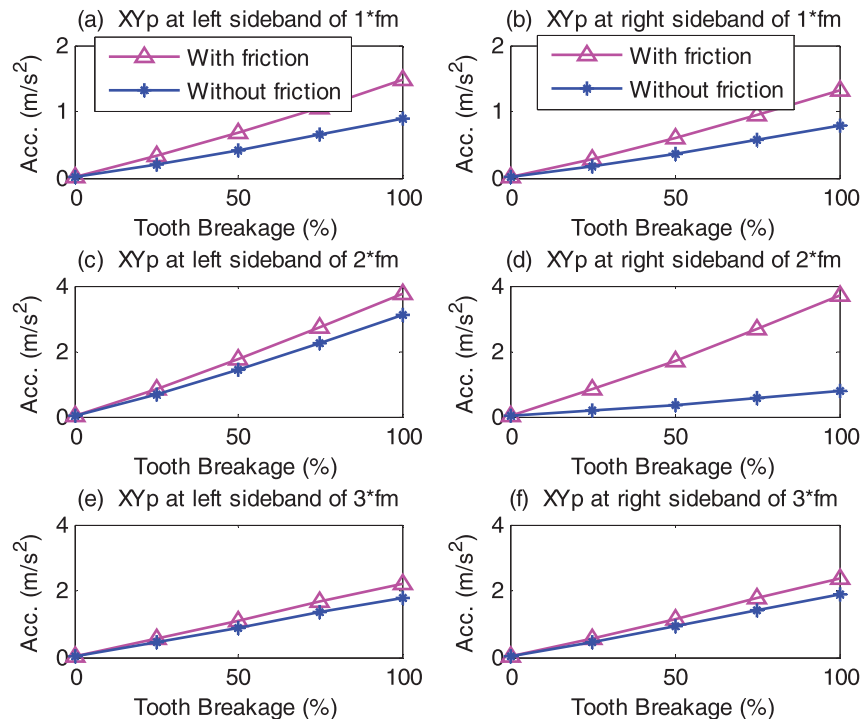 (a) XYp at left sideband of 1*fm
(b) XYp at right sideband of 1*fm
2
1
0
Acc. (m/s²)
With friction
Without friction
0 50 100
Tooth Breakage (%)
2
1
0
Acc. (m/s²)
With friction
Without friction
0 50 100
Tooth Breakage (%)
(c) XYp at left sideband of 2*fm
(d) XYp at right sideband of 2*fm
4
2
0
Acc. (m/s²)
0 50 100
Tooth Breakage (%)
4
2
0
Acc. (m/s²)
0 50 100
Tooth Breakage (%)
(e) XYp at left sideband of 3*fm
(f) XYp at right sideband of 3*fm
4
2
0
Acc. (m/s²)
0 50 100
Tooth Breakage (%)
4
2
0
Acc. (m/s²)
0 50 100
Tooth Breakage (%)